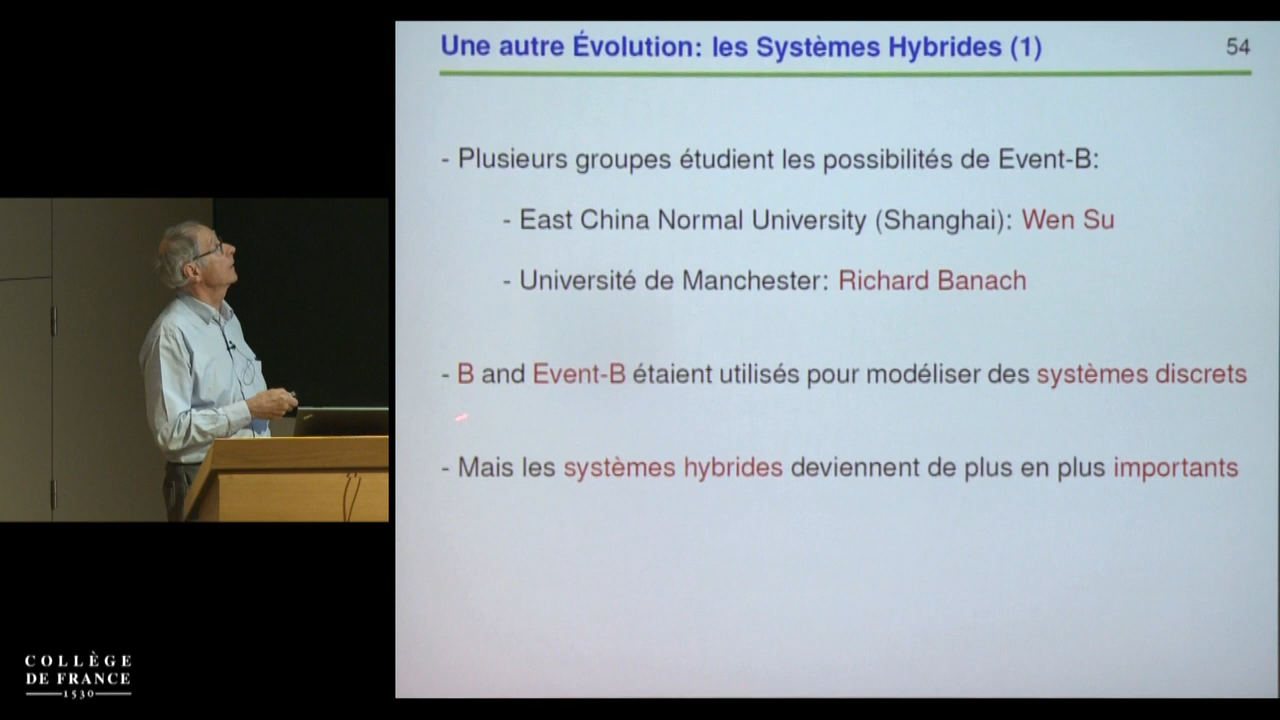 Une autre Évolution: les Systèmes Hybrides (1) 54
- Plusieurs groupes étudient les possibilités de Event-B:
- East China Normal University (Shanghai): Wen Su
- Université de Manchester: Richard Banach
- B and Event-B étaient utilisés pour modéliser des systèmes discrets
- Mais les systèmes hybrides deviennent de plus en plus importants
COLLÈGE
DE FRANCE
1530